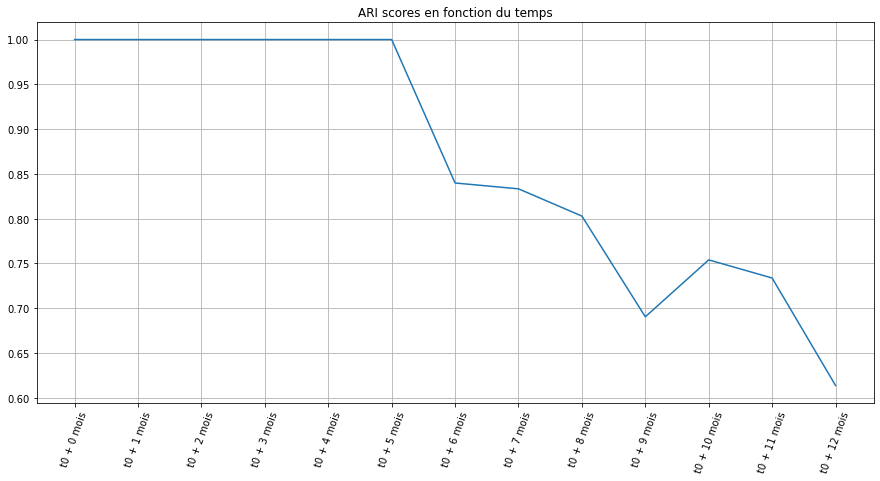 ARI scores en fonction du temps
1.00
0.95
0.90
0.85
0.80
0.75
0.70
0.65
0.60
t0 + 0 mois
t0 + 1 mois
t0 + 2 mois
t0 + 3 mois
t0 + 4 mois
t0 + 5 mois
t0 + 6 mois
t0 + 7 mois
t0 + 8 mois
t0 + 9 mois
t0 + 10 mois
t0 + 11 mois
t0 + 12 mois